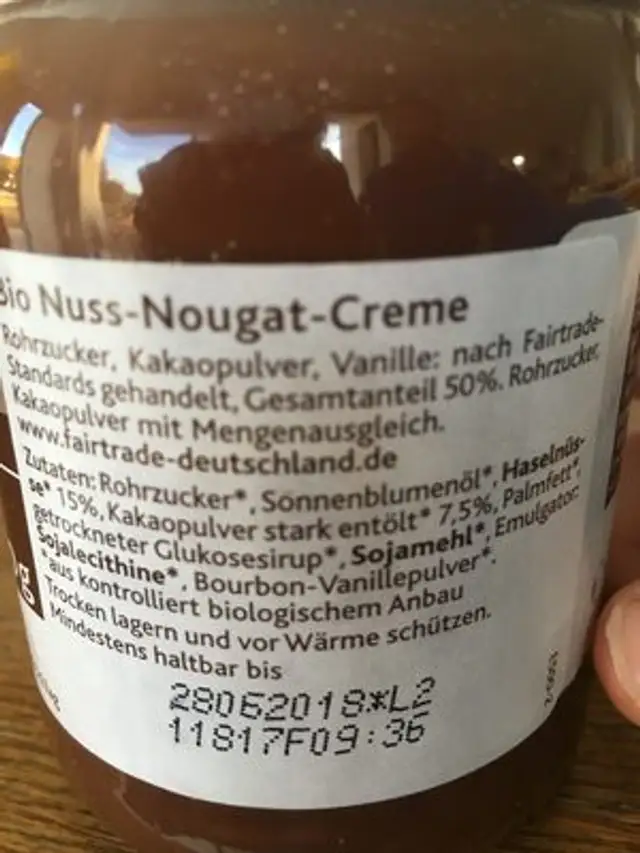 Bio Nuss-Nougat-Creme
Rohrzucker, Kakaopulver, Vanille: nach Fairtrade-
Standards gehandelt, Gesamtanteil 50%. Rohrzucker,
Kakaopulver mit Mengenausgleich.
www.fairtrade-deutschland.de
Zutaten: Rohrzucker*, Sonnenblumenöl*, Haselnüs-
se* 15%, Kakaopulver stark entölt* 7,5%, Palmfett*,
getrockneter Glukosesirup*, Sojamehl*, Emulgator:
Sojalecithine*, Bourbon-Vanillepulver*.
*aus kontrolliert biologischem Anbau
Trocken lagern und vor Wärme schützen.
Mindestens haltbar bis
28062018*L2
11817F09:36
g